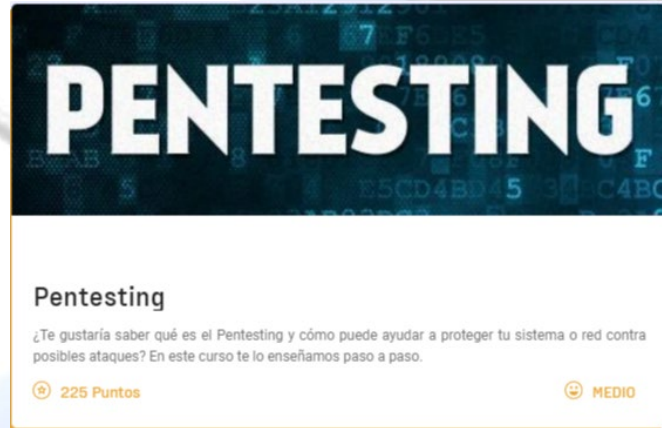 PENTESTING
Pentesting
¿Te gustaría saber qué es el Pentesting y cómo puede ayudar a proteger tu sistema o red contra
posibles ataques? En este curso te lo enseñamos paso a paso.
225 Puntos
MEDIO